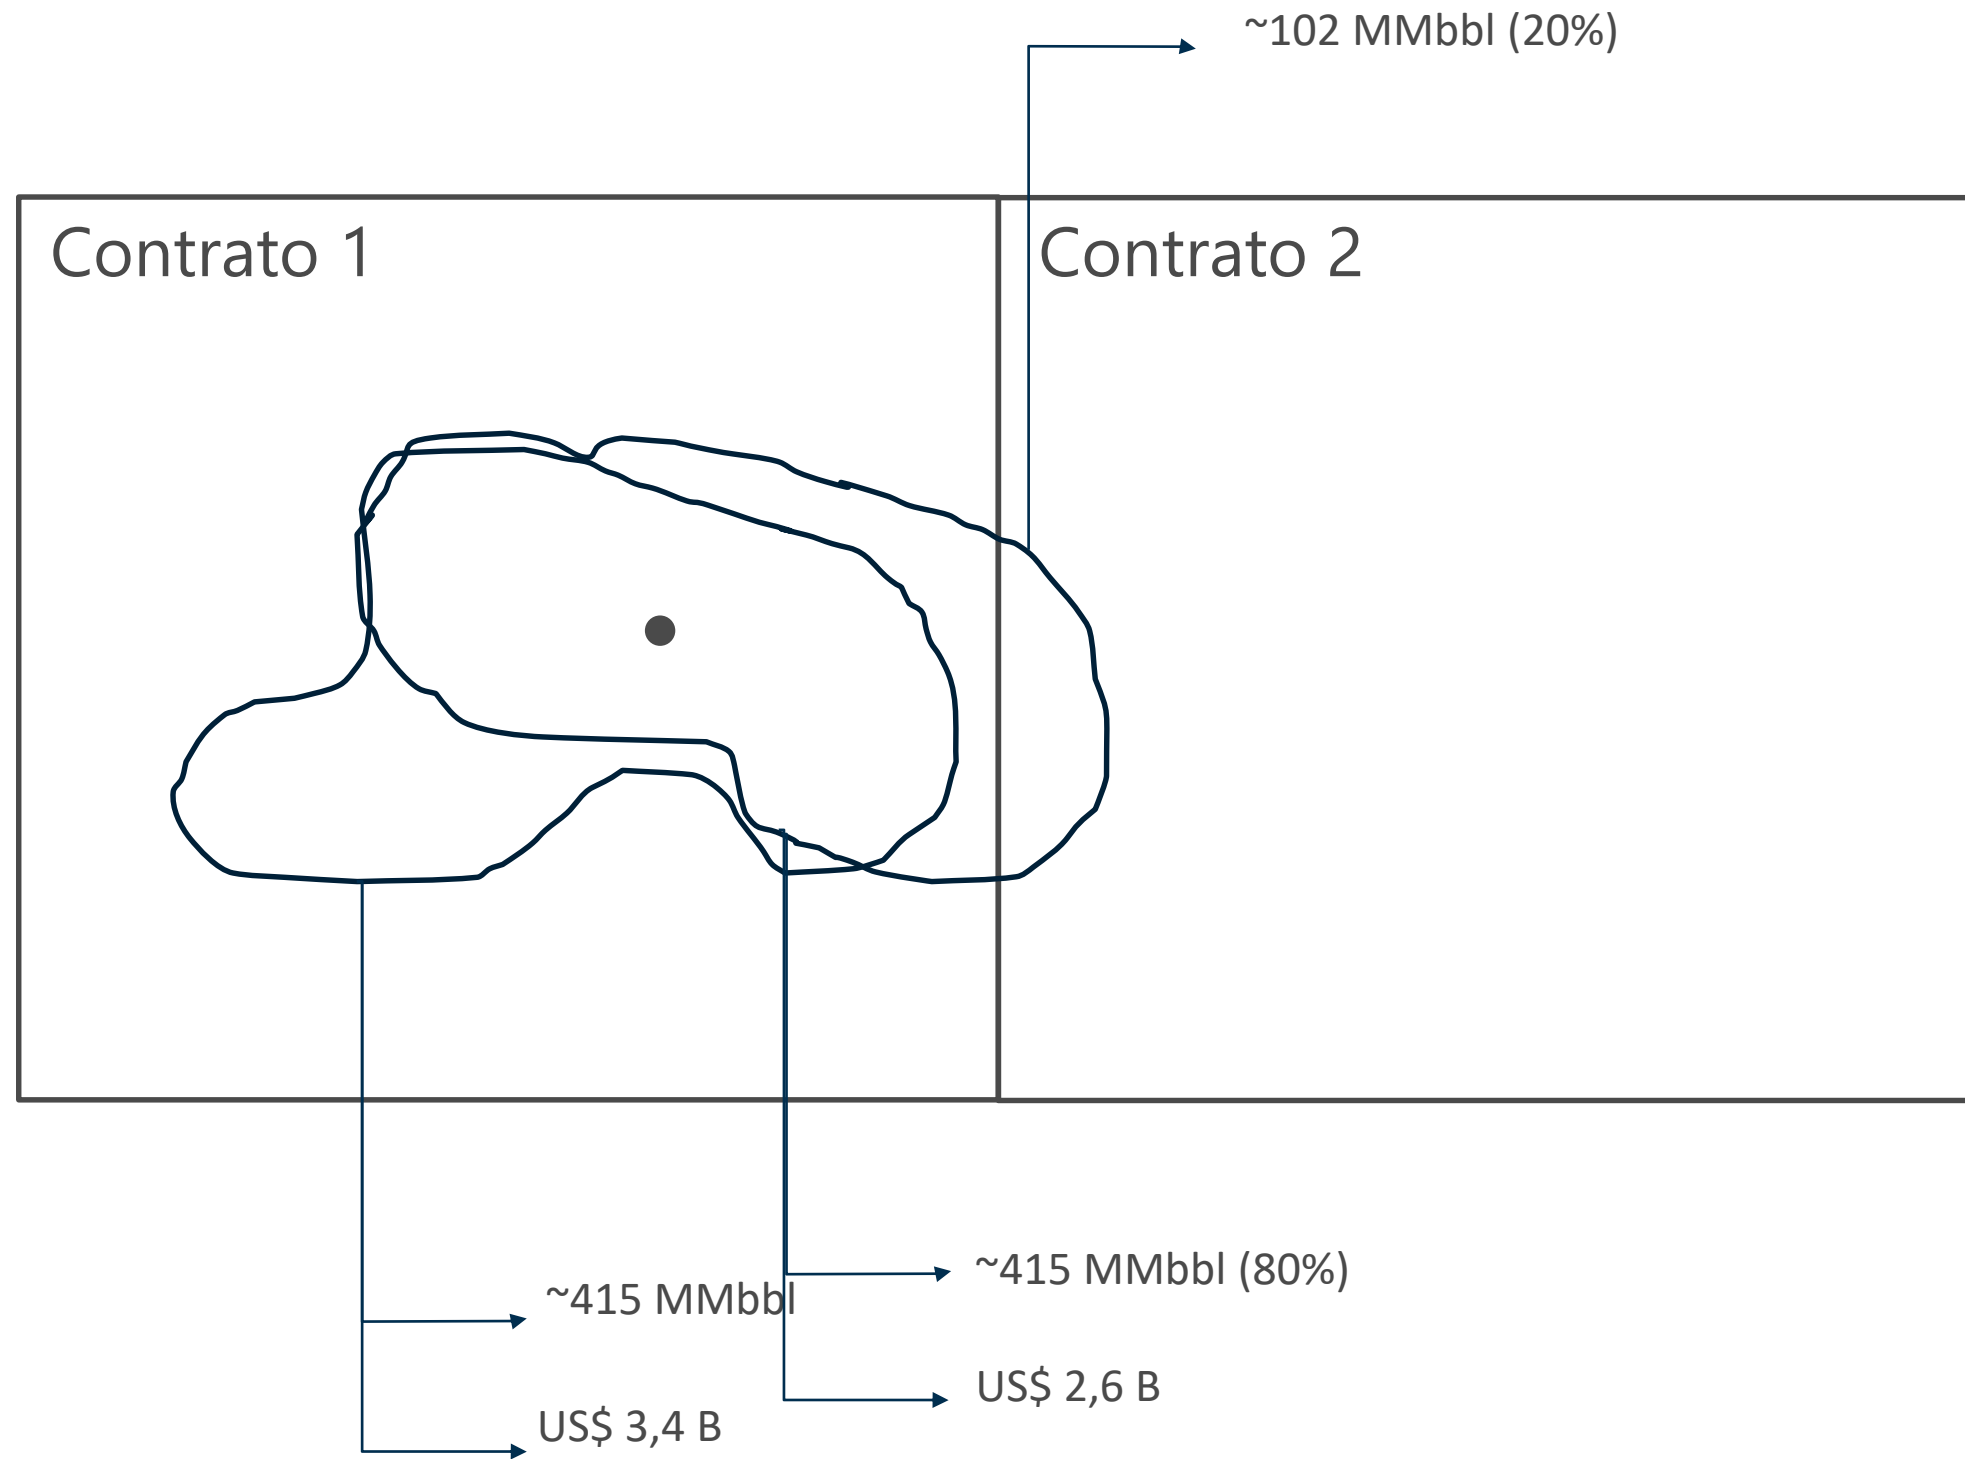 ~102 MMbbl (20%)
Contrato 1
Contrato 2
~415 MMbbl (80%)
~415 MMbbl
US$ 2,6 B
US$ 3,4 B